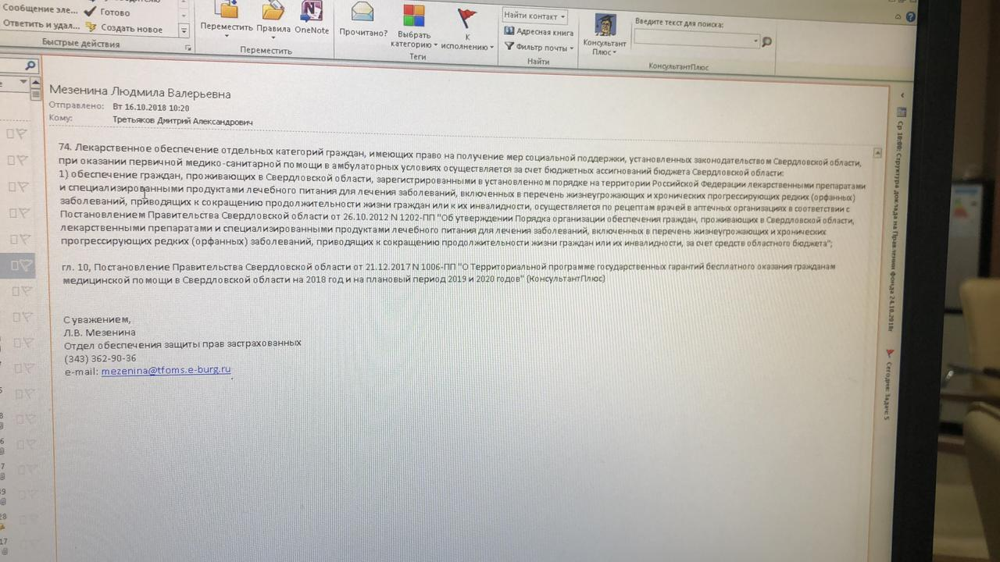 Сообщение эле...
Готово
Ответить и удал...
Создать новое
Быстрые действия
Переместить
Правила
OneNote
Переместить
Прочитано?
Выбрать
категорию
К
исполнению
Теги
Найти контакт
Адресная книга
Фильтр почты
Найти
Консультант
Плюс
Введите текст для поиска:
КонсультантПлюс
Мезенина Людмила Валерьевна
Отправлено: Вт 16.10.2018 10:20
Кому: Третьяков Дмитрий Александрович
74. Лекарственное обеспечение отдельных категорий граждан, имеющих право на получение мер социальной поддержки, установленных законодательством Свердловской области,
при оказании первичной медико-санитарной помощи в амбулаторных условиях осуществляется за счет бюджетных ассигнований бюджета Свердловской области:
1) обеспечение граждан, проживающих в Свердловской области, зарегистрированными в установленном порядке на территории Российской Федерации лекарственными препаратами
и специализированными продуктами лечебного питания для лечения заболеваний, включенных в перечень жизнеугрожающих и хронических прогрессирующих редких (орфанных)
заболеваний, приводящих к сокращению продолжительности жизни граждан или к их инвалидности, осуществляется по рецептам врачей в аптечных организациях в соответствии с
Постановлением Правительства Свердловской области от 26.10.2012 N 1202-ПП "Об утверждении Порядка организации обеспечения граждан, проживающих в Свердловской области,
лекарственными препаратами и специализированными продуктами лечебного питания для лечения заболеваний, включенных в перечень жизнеугрожающих и хронических
прогрессирующих редких (орфанных) заболеваний, приводящих к сокращению продолжительности жизни граждан или их инвалидности, за счет средств областного бюджета";
гл. 10, Постановление Правительства Свердловской области от 21.12.2017 N 1006-ПП "О Территориальной программе государственных гарантий бесплатного оказания гражданам
медицинской помощи в Свердловской области на 2018 год и на плановый период 2019 и 2020 годов" (КонсультантПлюс)
С уважением,
Л.В. Мезенина
Отдел обеспечения защиты прав застрахованных
(343) 362-90-36
e-mail: mezenina@tfoms.e-burg.ru
Ср 10:00: Структура доклада на Правлении фонда 24.10.2018г
Сегодня: Задач: 5